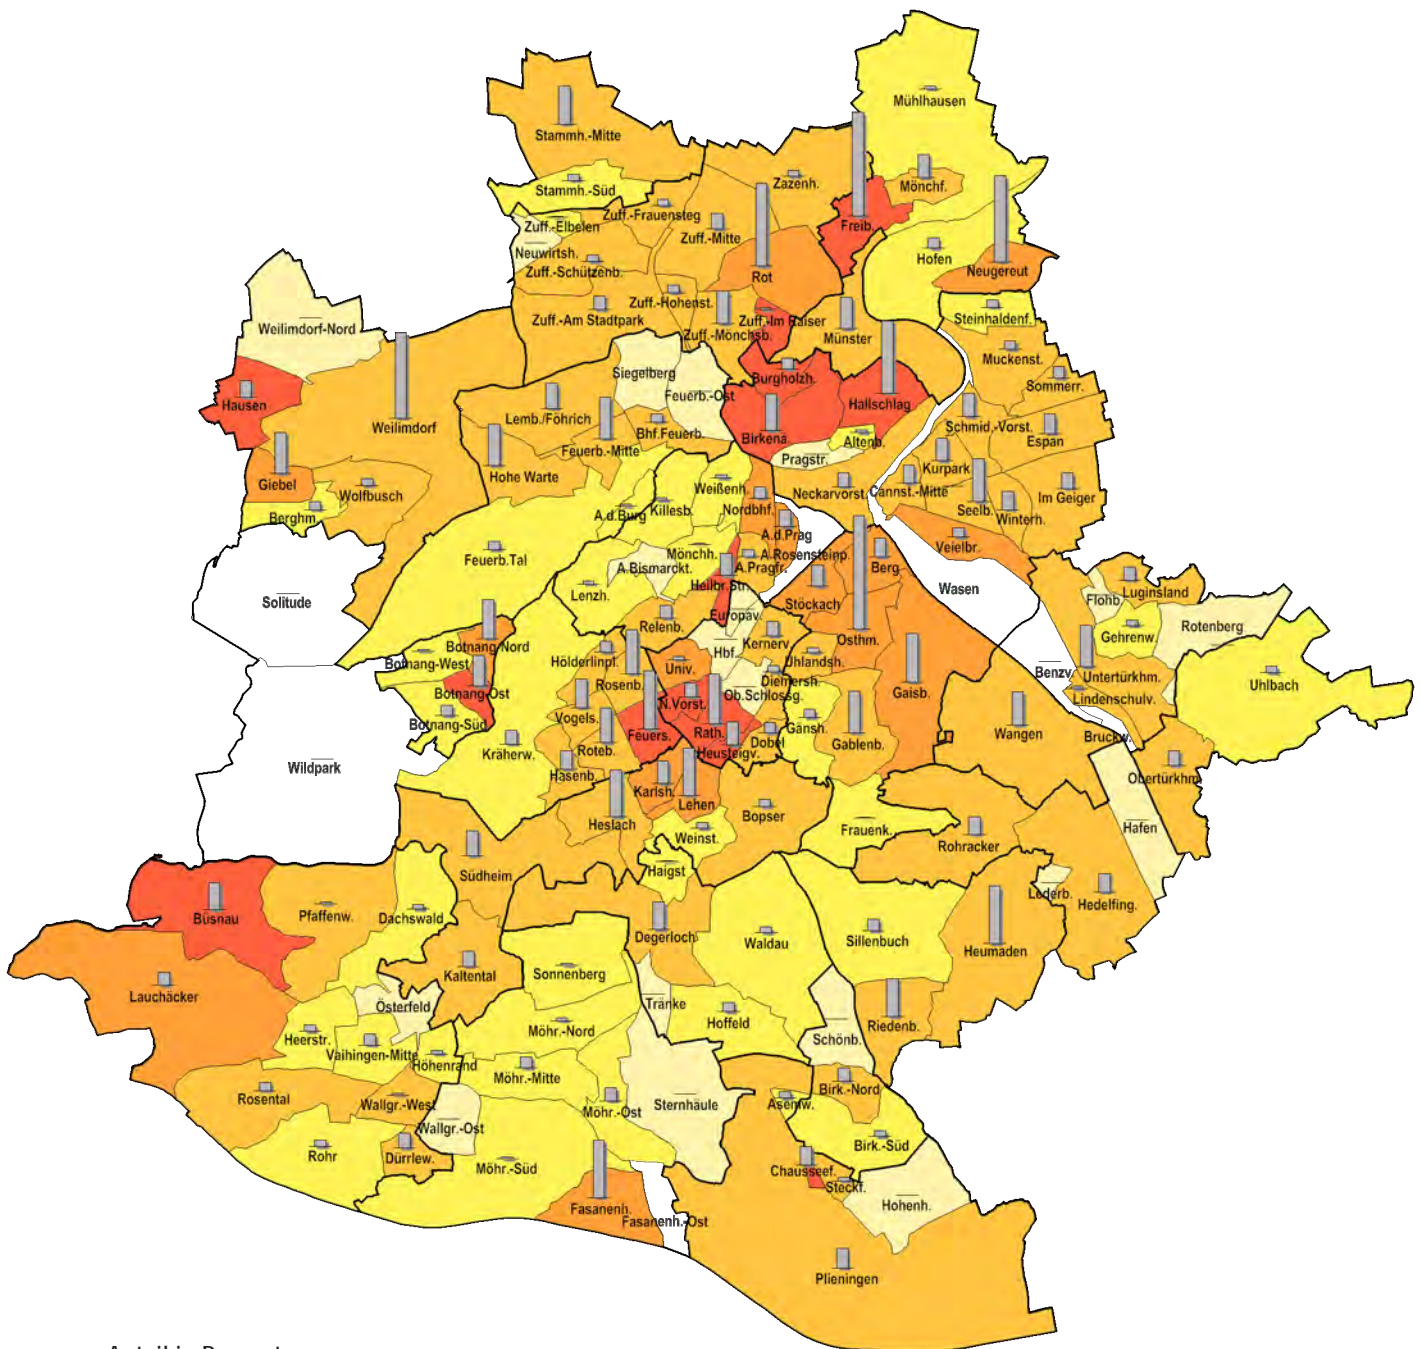 Mühlhausen
Stammh.-Mitte
Zazenh.
Mönchf.
Stammh.-Süd
Zuff.-Frauensteg
Zuff.-Elbelen
Freib.
Zuff.-Mitte
Neuwirtsh.
Hofen
Zuff.-Schützenb.
Rot
Neugereut
Zuff.-Hohenst.
Zuff.-Am Stadtpark
Zuff.-Im Raiser
Steinhaldenf.
Weilimdorf-Nord
Zuff.-Mönchsb.
Münster
Muckenst.
Siegelberg
Burgholzh.
Sommerr.
Feuerb.-Ost
Hausen
Hallschlag
Lemb./Föhrich
Weilimdorf
Schmid.-Vorst.
Bhf.Feuerb.
Birkenä.
Altenb.
Espan
Feuerb.-Mitte
Pragstr.
Kurpark
Hohe Warte
Giebel
Weißenh.
Neckarvorst.
Cannst.-Mitte
Wolfbusch
Im Geiger
Berghm.
A.d.Burg
Killesb.
Nordbhf.
Seelb.
Winterh.
A.d.Prag
Veielbr.
Feuerb.Tal
Mönchh.
A.Rosensteinp.
Berg
A.Bismarckt.
A.Pragfr.
Solitude
Lenzh.
Heilbr.Str.
Wasen
Luginsland
Stöckach
Flohb.
Europav.
Relenb.
Rotenberg
Kernerv.
Osthm.
Gehrenw.
Botnang-Nord
Hbf.
Botnang-West
Hölderlinpl.
Univ.
Uhlandsh.
Benzv.
Untertürkhm.
Diemersh.
Rosenb.
Uhlbach
Botnang-Ost
Ob.Schlossg.
Gaisb.
Lindenschulv.
N.Vorst.
Vogels.
Botnang-Süd
Gänsh.
Feuers.
Rath.
Wangen
Bruckw.
Dobel
Gablenb.
Roteb.
Kräherw.
Heusteigv.
Wildpark
Hasenb.
Obertürkhm.
Karlsh.
Lehen
Bopser
Heslach
Hafen
Frauenk.
Weinst.
Rohracker
Haigst
Südheim
Lederb.
Hedelfing.
Büsnau
Pfaffenw.
Dachswald
Degerloch
Waldau
Sillenbuch
Heumaden
Kaltental
Sonnenberg
Lauchäcker
Österfeld
Tränke
Hoffeld
Riedenb.
Möhr.-Nord
Heerstr.
Schönb.
Vaihingen-Mitte
Höhenrand
Möhr.-Mitte
Birk.-Nord
Rosental
Wallgr.-West
Sternhäule
Asemw.
Möhr.-Ost
Wallgr.-Ost
Birk.-Süd
Rohr
Dürrlew.
Möhr.-Süd
Chausseef.
Steckf.
Hohenh.
Fasanenh.
Fasanenh.-Ost
Plieningen